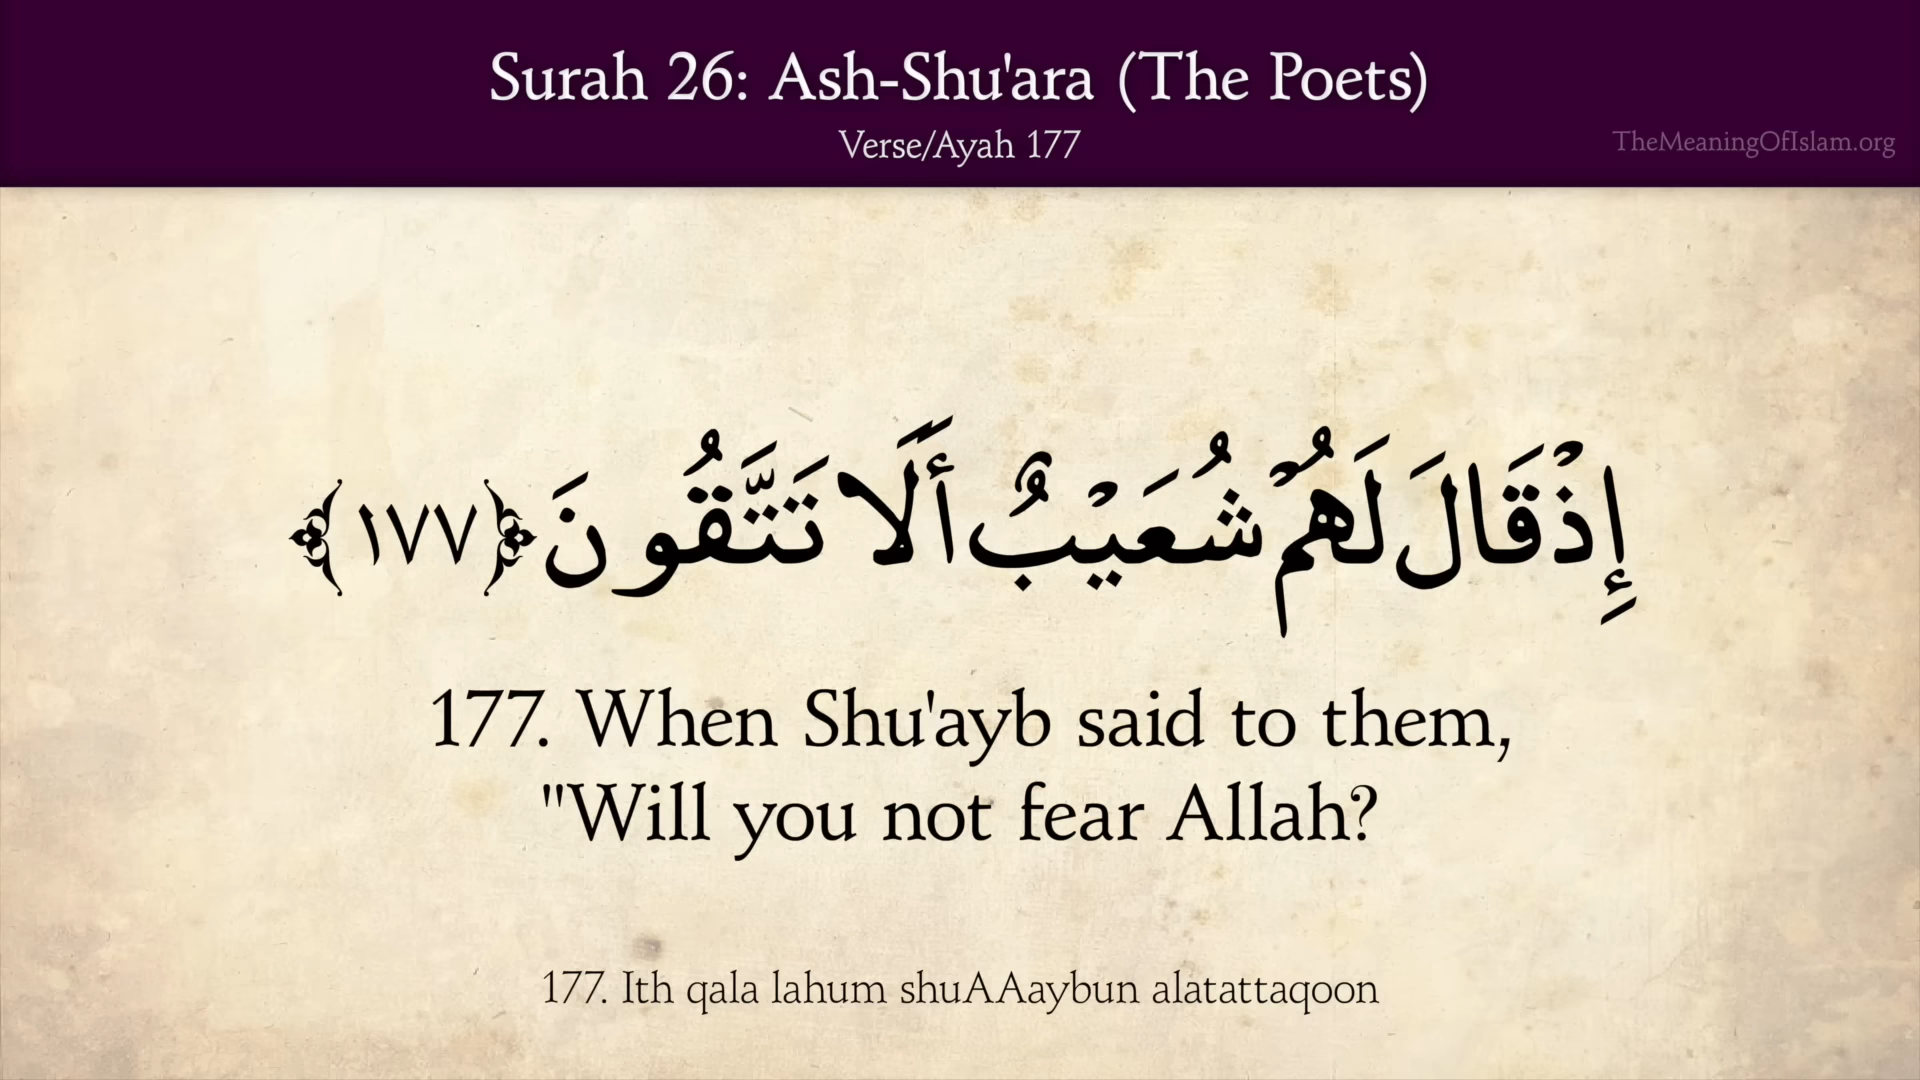 Surah 26: Ash-Shu'ara (The Poets)
Verse/Ayah 177
TheMeaningOfIslam.org
إِذْ قَالَ لَهُمْ شُعَيْبٌ أَلَا تَتَّقُونَ ﴿١٧٧﴾
177. When Shu'ayb said to them,
"Will you not fear Allah?
177. Ith qala lahum shuAAaybun alatattaqoon